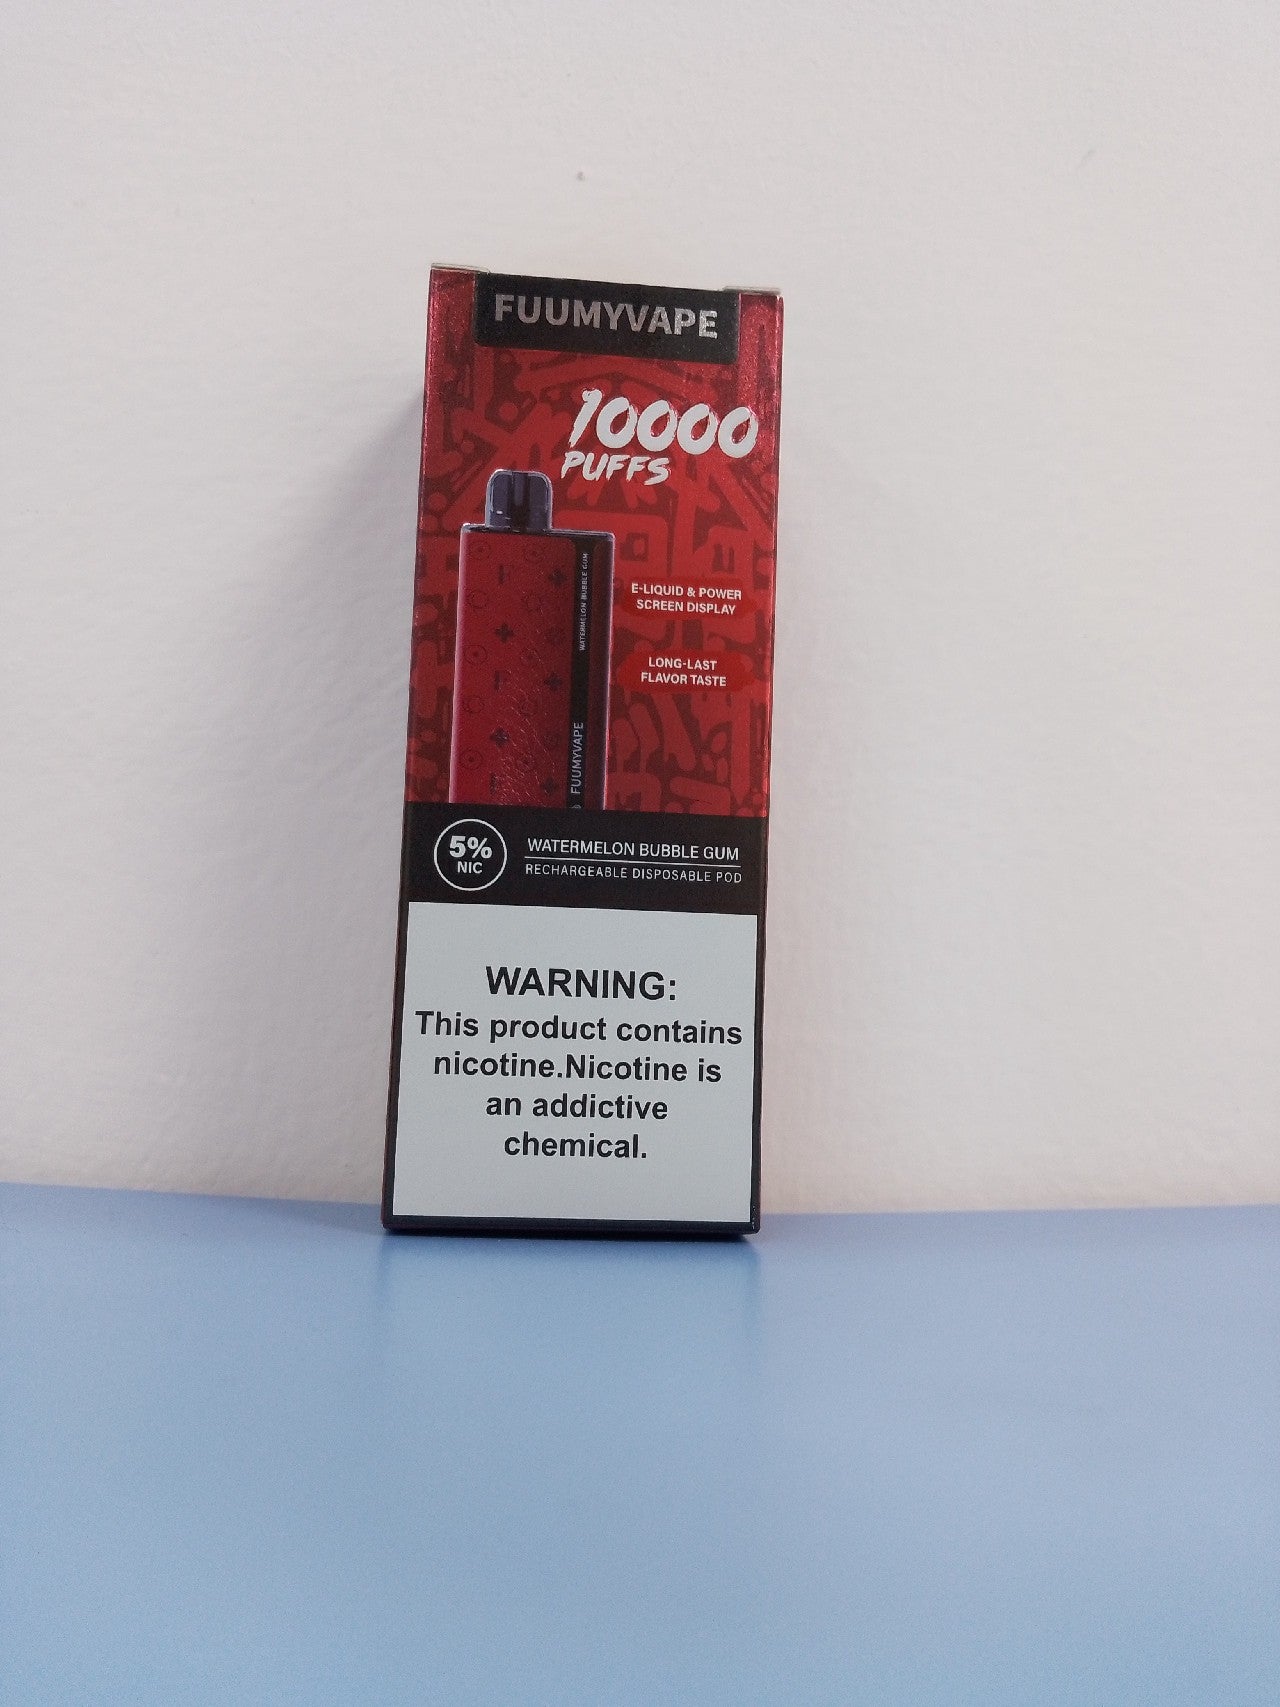 FUUMYVAPE
10000
PUFFS
E-LIQUID & POWER
SCREEN DISPLAY
LONG-LAST
FLAVOR TASTE
WATERMELON BUBBLE GUM
FUUMYVAPE
5%
NIC
WATERMELON BUBBLE GUM
RECHARGEABLE DISPOSABLE POD
WARNING:
This product contains
nicotine.Nicotine is
an addictive
chemical.